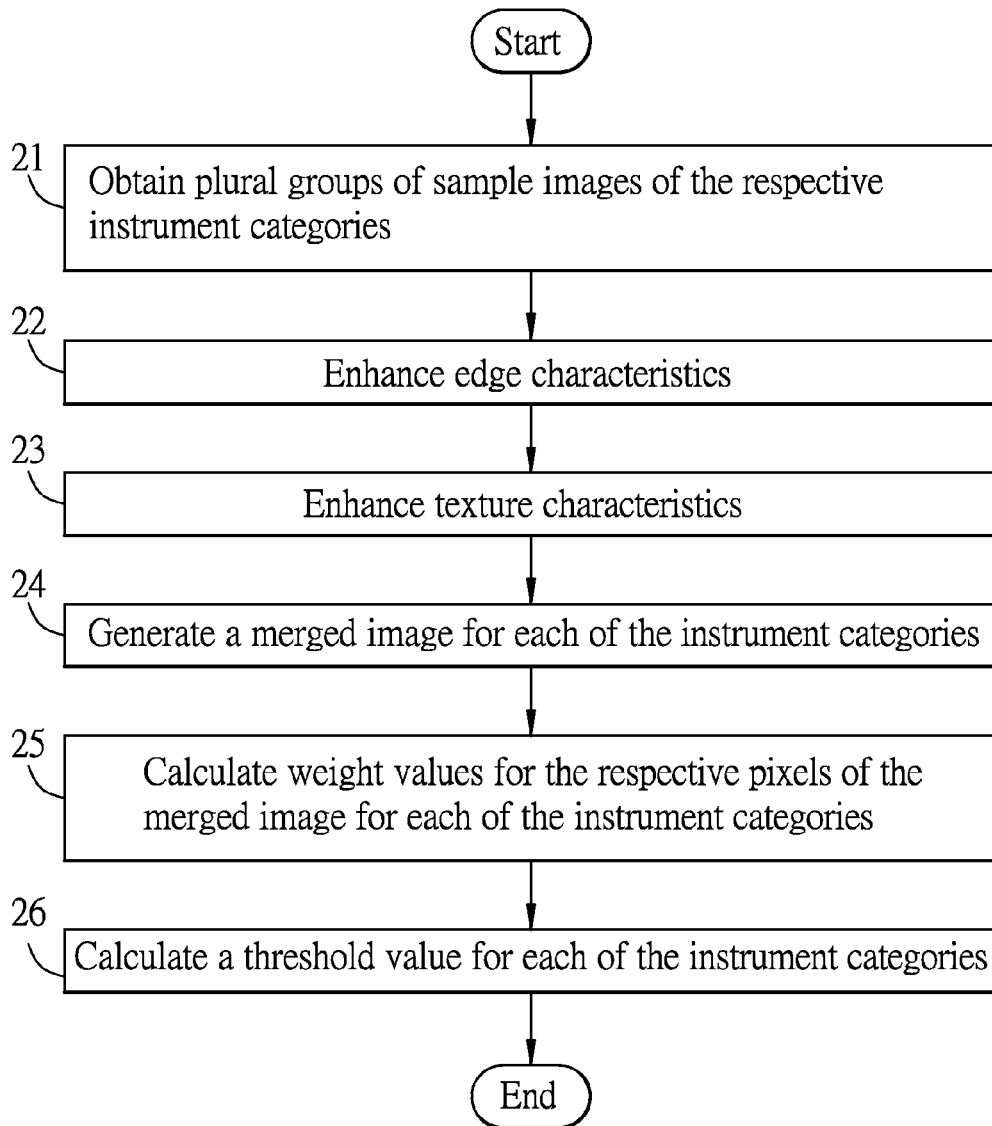 Start
21
Obtain plural groups of sample images of the respective
instrument categories
22
Enhance edge characteristics
23
Enhance texture characteristics
24
Generate a merged image for each of the instrument categories
25
Calculate weight values for the respective pixels of the
merged image for each of the instrument categories
26
Calculate a threshold value for each of the instrument categories
End